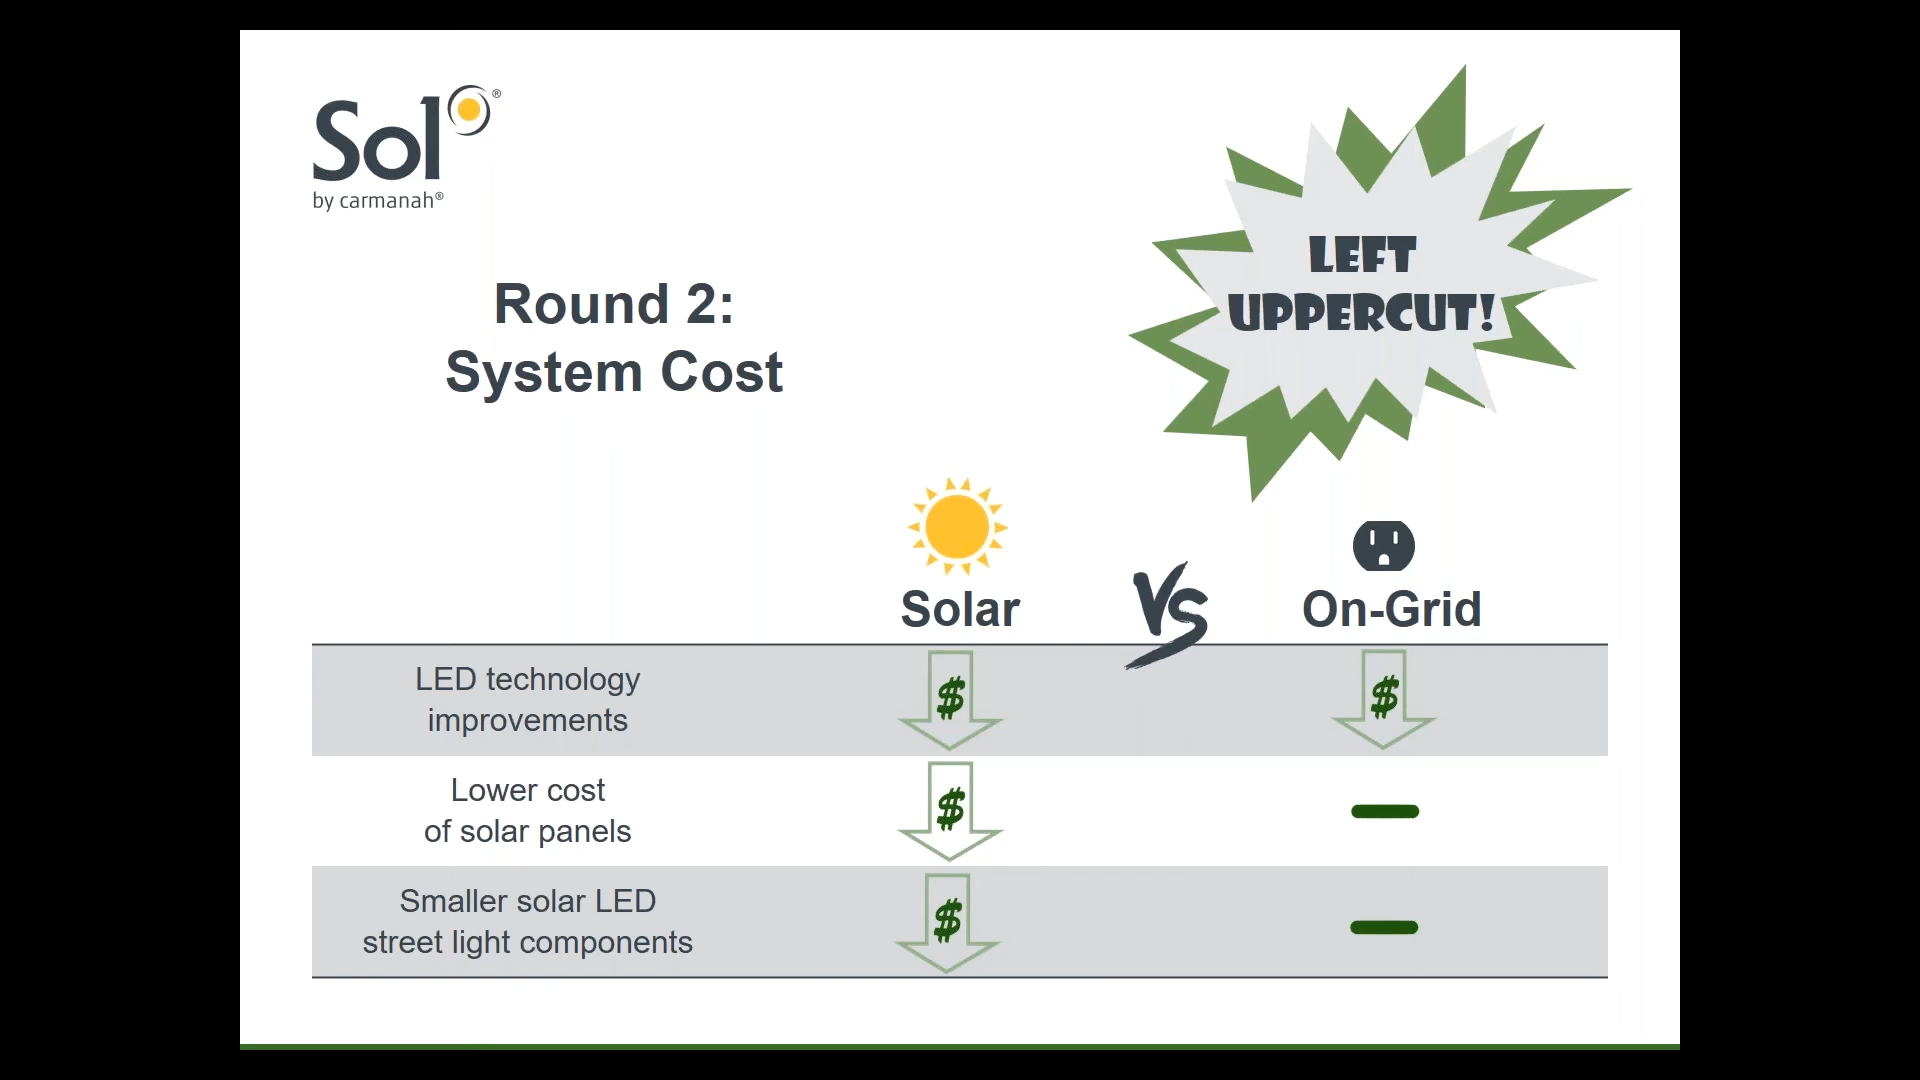 Sol®
by carmanah®
LEFT
UPPERCUT!
Round 2:
System Cost
Solar
VS
On-Grid
LED technology
improvements
$
$
Lower cost
of solar panels
$
Smaller solar LED
street light components
$